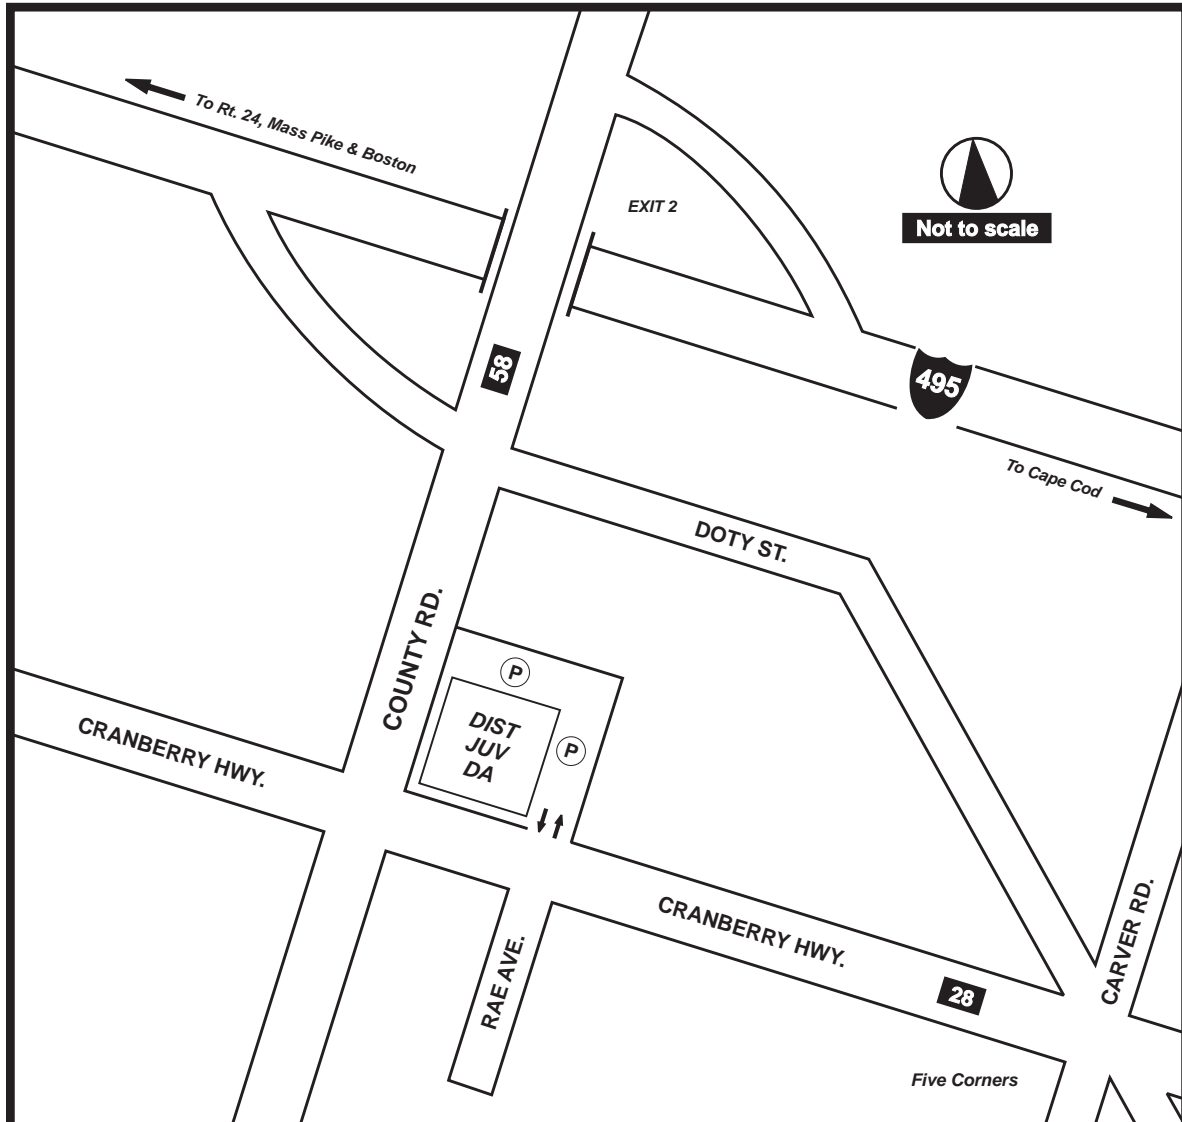 To Rt. 24, Mass Pike & Boston
EXIT 2
Not to scale
58
495
To Cape Cod
DOTY ST.
COUNTY RD.
P
DIST
JUV
DA
P
CRANBERRY HWY.
CRANBERRY HWY.
CARVER RD.
RAE AVE.
28
Five Corners